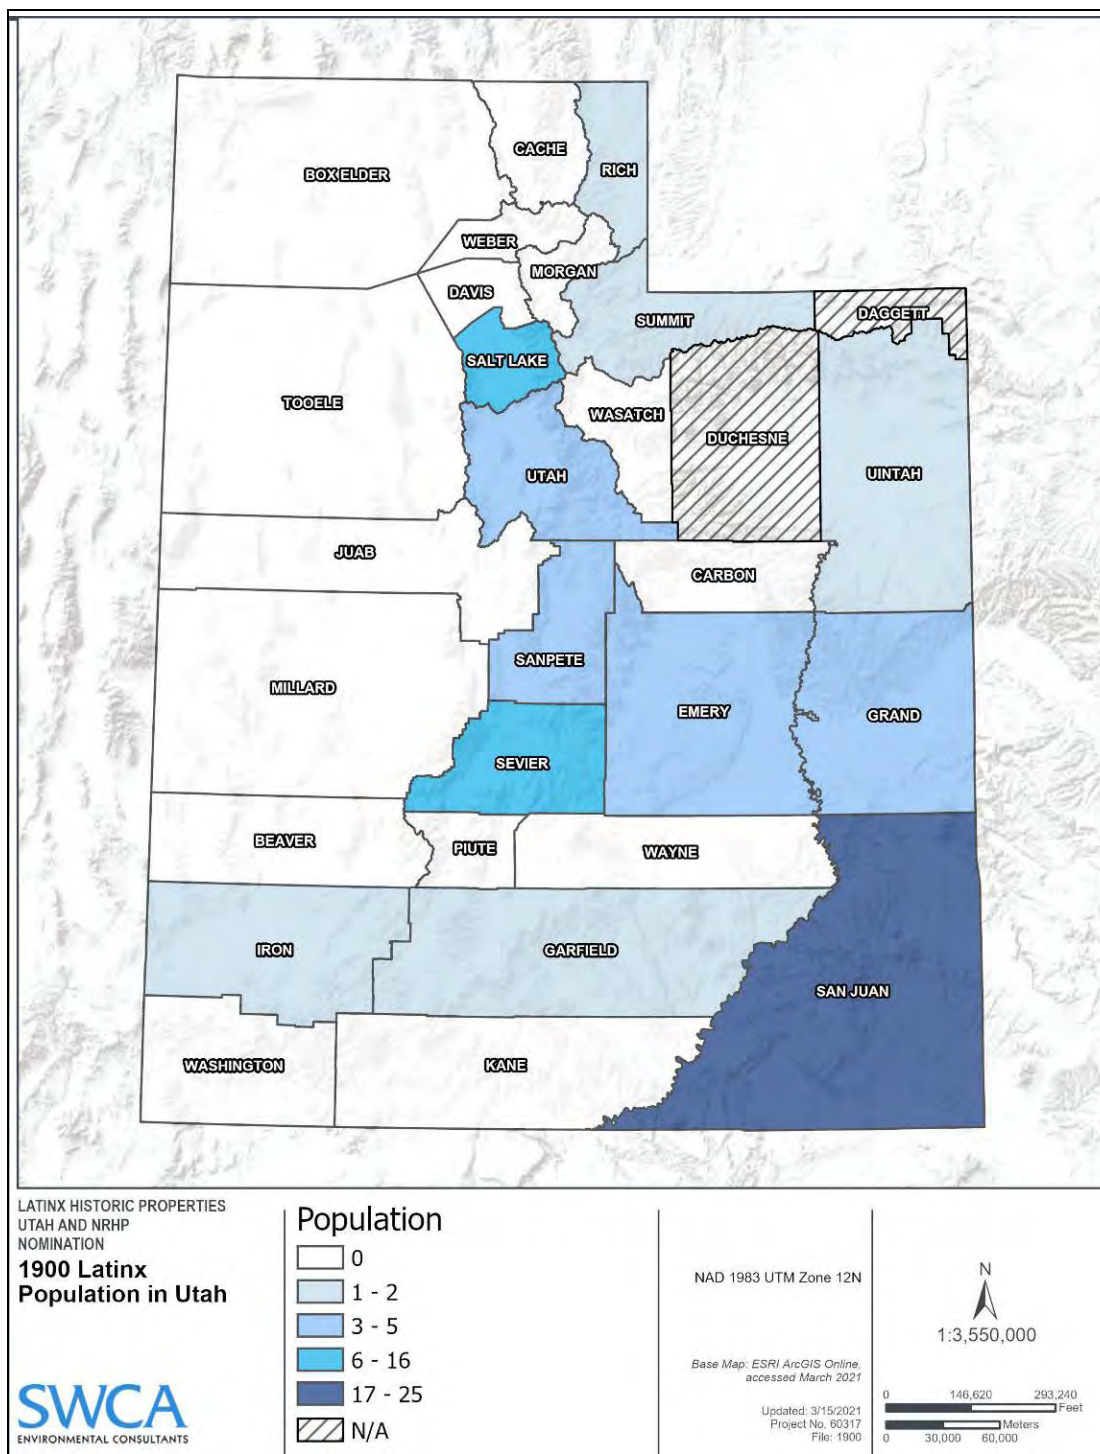 CACHE
RICH
BOX ELDER
WEBER
MORGAN
DAVIS
DAGGETT
SUMMIT
SALT LAKE
TOOELE
WASATCH
DUCHESNE
UTAH
UINTAH
JUAB
CARBON
SANPETE
MILLARD
EMERY
GRAND
SEVIER
BEAVER
PIUTE
WAYNE
IRON
GARFIELD
SAN JUAN
WASHINGTON
KANE
LATINX HISTORIC PROPERTIES
UTAH AND NRHP
NOMINATION
1900 Latinx
Population in Utah
SWCA
ENVIRONMENTAL CONSULTANTS
Population
0
1 - 2
3 - 5
6 - 16
17 - 25
N/A
NAD 1983 UTM Zone 12N
Base Map: ESRI ArcGIS Online,
accessed March 2021
Updated: 3/15/2021
Project No. 60317
File: 1900
N
1:3,550,000
0 146,620 293,240
Feet
Meters
0 30,000 60,000